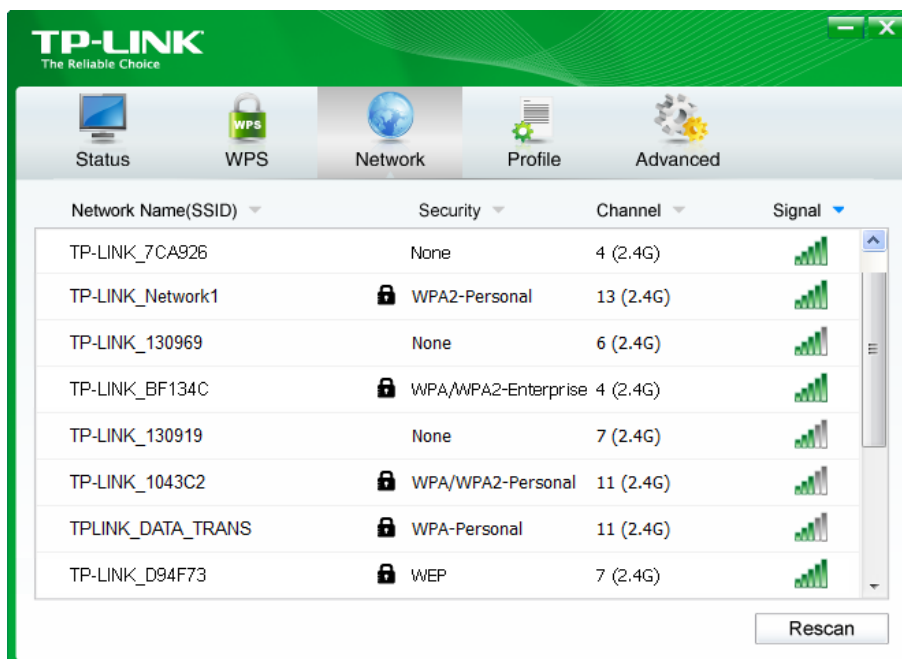 TP-LINK
The Reliable Choice
WPS
Status WPS Network Profile Advanced
Network Name(SSID) Security Channel Signal
TP-LINK_7CA926 None 4 (2.4G)
TP-LINK_Network1 WPA2-Personal 13 (2.4G)
TP-LINK_130969 None 6 (2.4G)
TP-LINK_BF134C WPA/WPA2-Enterprise 4 (2.4G)
TP-LINK_130919 None 7 (2.4G)
TP-LINK_1043C2 WPA/WPA2-Personal 11 (2.4G)
TPLINK_DATA_TRANS WPA-Personal 11 (2.4G)
TP-LINK_D94F73 WEP 7 (2.4G)
Rescan